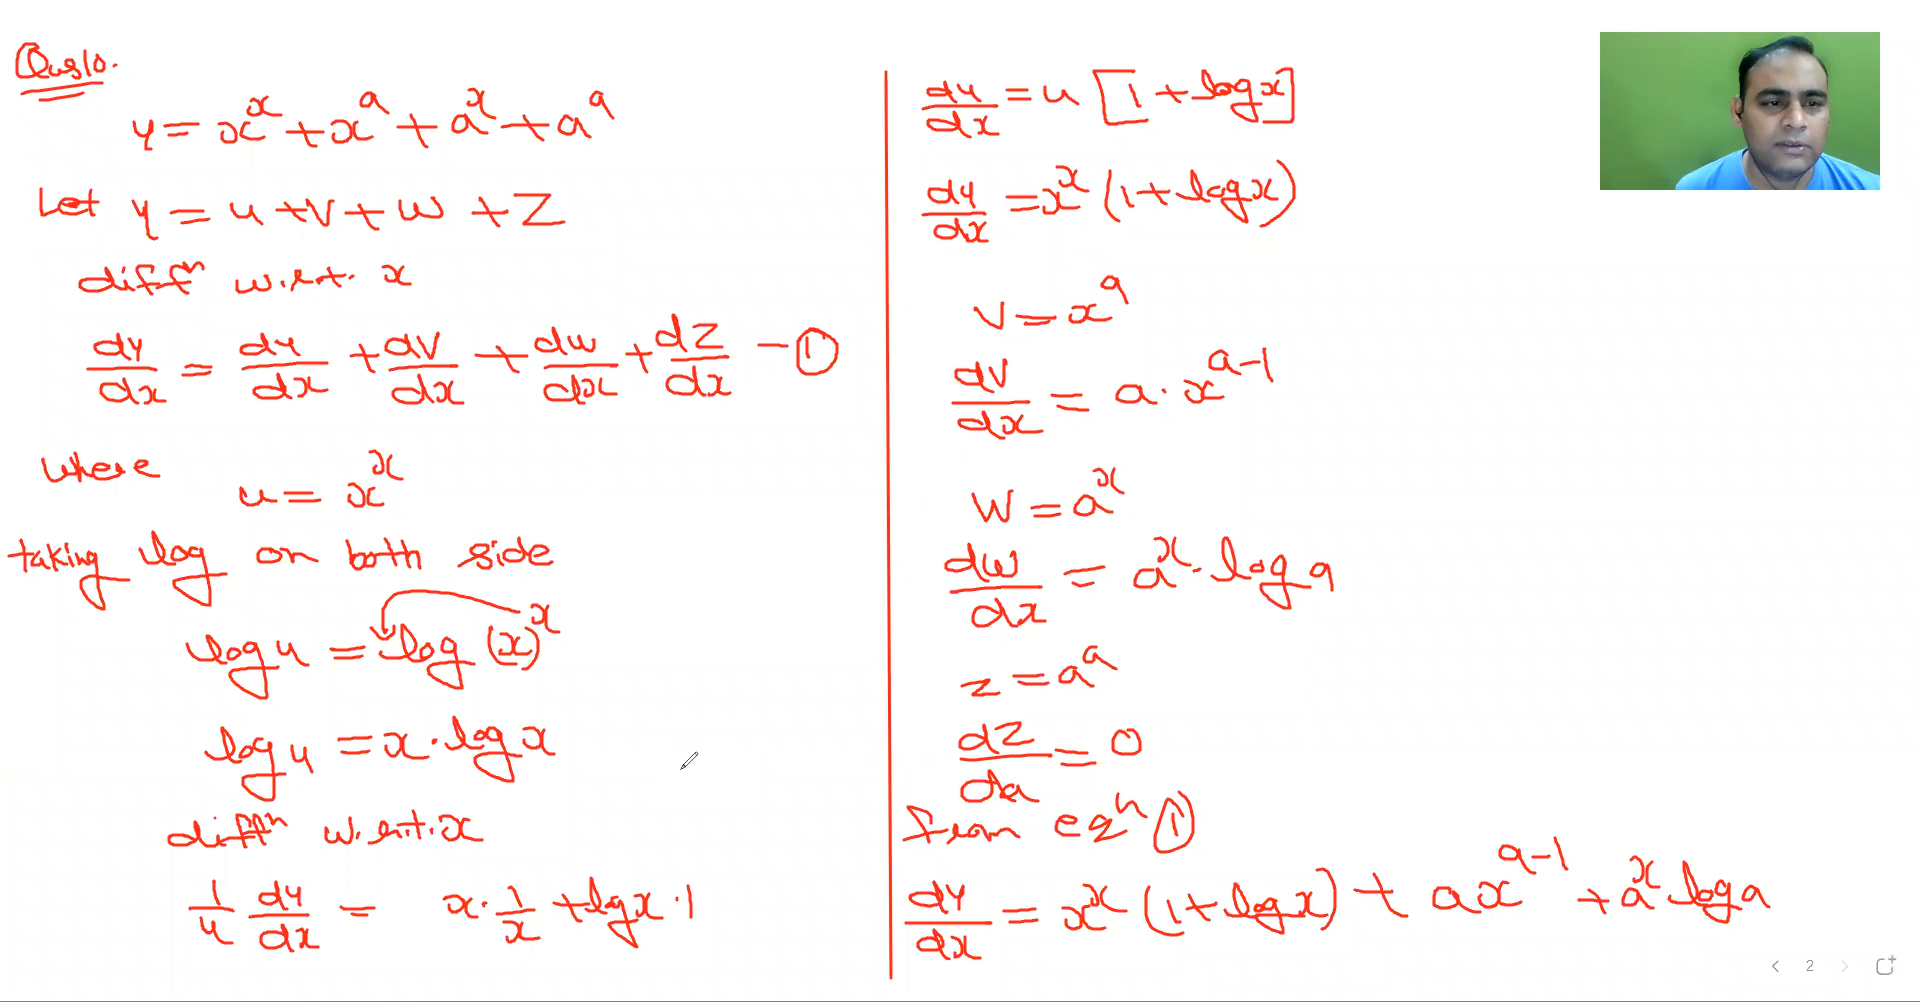 Qus 10.
y = x^x + x^a + a^x + a^a
Let y = u + v + w + z
diffⁿ w.r.t. x
dy/dx = du/dx + dv/dx + dw/dx + dz/dx - ①
where
u = x^x
taking log on both side
log u = log (x)^x
log u = x · log x
diffⁿ w.r.t. x
1/u du/dx = x · 1/x + log x · 1
du/dx = u [1 + log x]
du/dx = x^x (1 + log x)
v = x^a
dv/dx = a · x^(a-1)
w = a^x
dw/dx = a^x · log a
z = a^a
dz/dx = 0
from eqⁿ ①
dy/dx = x^x (1 + log x) + a x^(a-1) + a^x log a
2